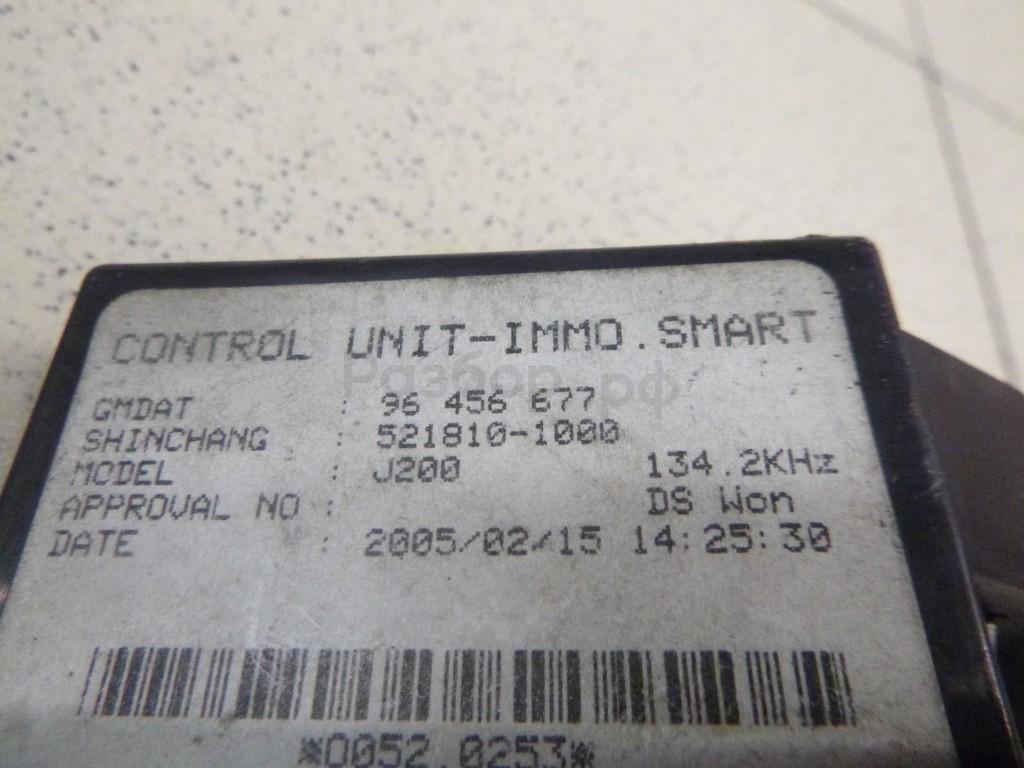 CONTROL UNIT-IMMO.SMART
Разбор.рф
GMDAT : 96 456 677
SHINCHANG : 521810-1000
MODEL : J200 134.2KHz
APPROVAL NO : DS Won
DATE : 2005/02/15 14:25:30
*0052.0253*